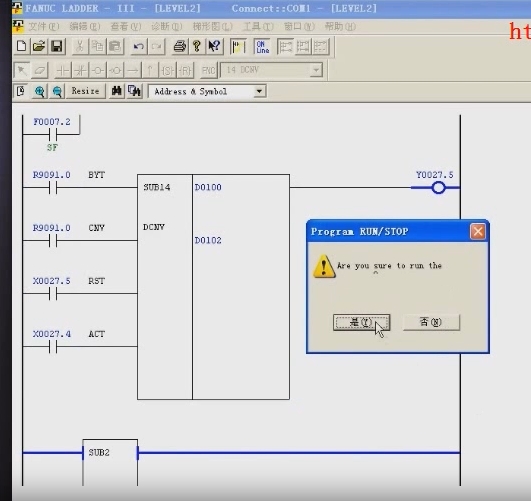 FANUC LADDER - III - [LEVEL2] Connect::COM1 - [LEVEL2]
ht
文件(F) 编辑(E) 查看(V) 诊断(D) 梯形图(L) 工具(T) 窗口(W) 帮助(H)
ON Line
(S) (R) FNC 14 DCNV
Resize Address & Symbol
F0007.2
SF
R9091.0 BYT
SUB14 D0100
Y0027.5
R9091.0 CNV
DCNV
D0102
X0027.5 RST
X0027.4 ACT
Program RUN/STOP
Are you sure to run the
是(Y) 否(N)
SUB2